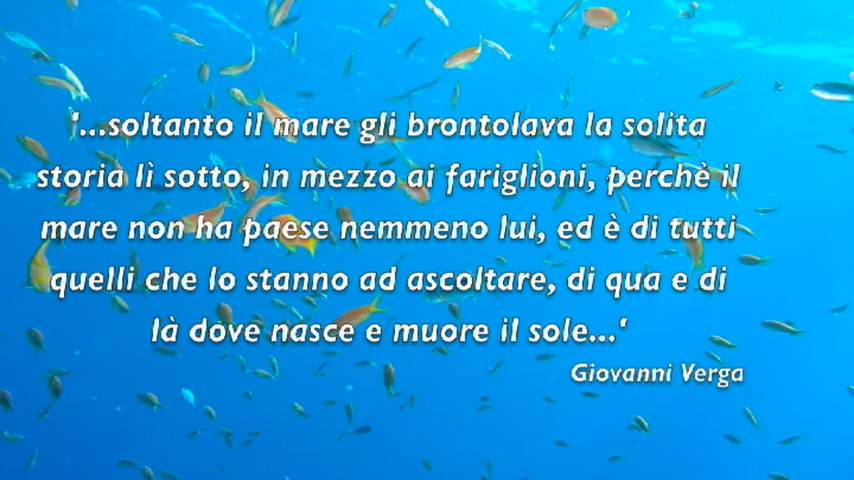 '...soltanto il mare gli brontolava la solita
storia lì sotto, in mezzo ai fariglioni, perchè il
mare non ha paese nemmeno lui, ed è di tutti
quelli che lo stanno ad ascoltare, di qua e di
là dove nasce e muore il sole...'
Giovanni Verga